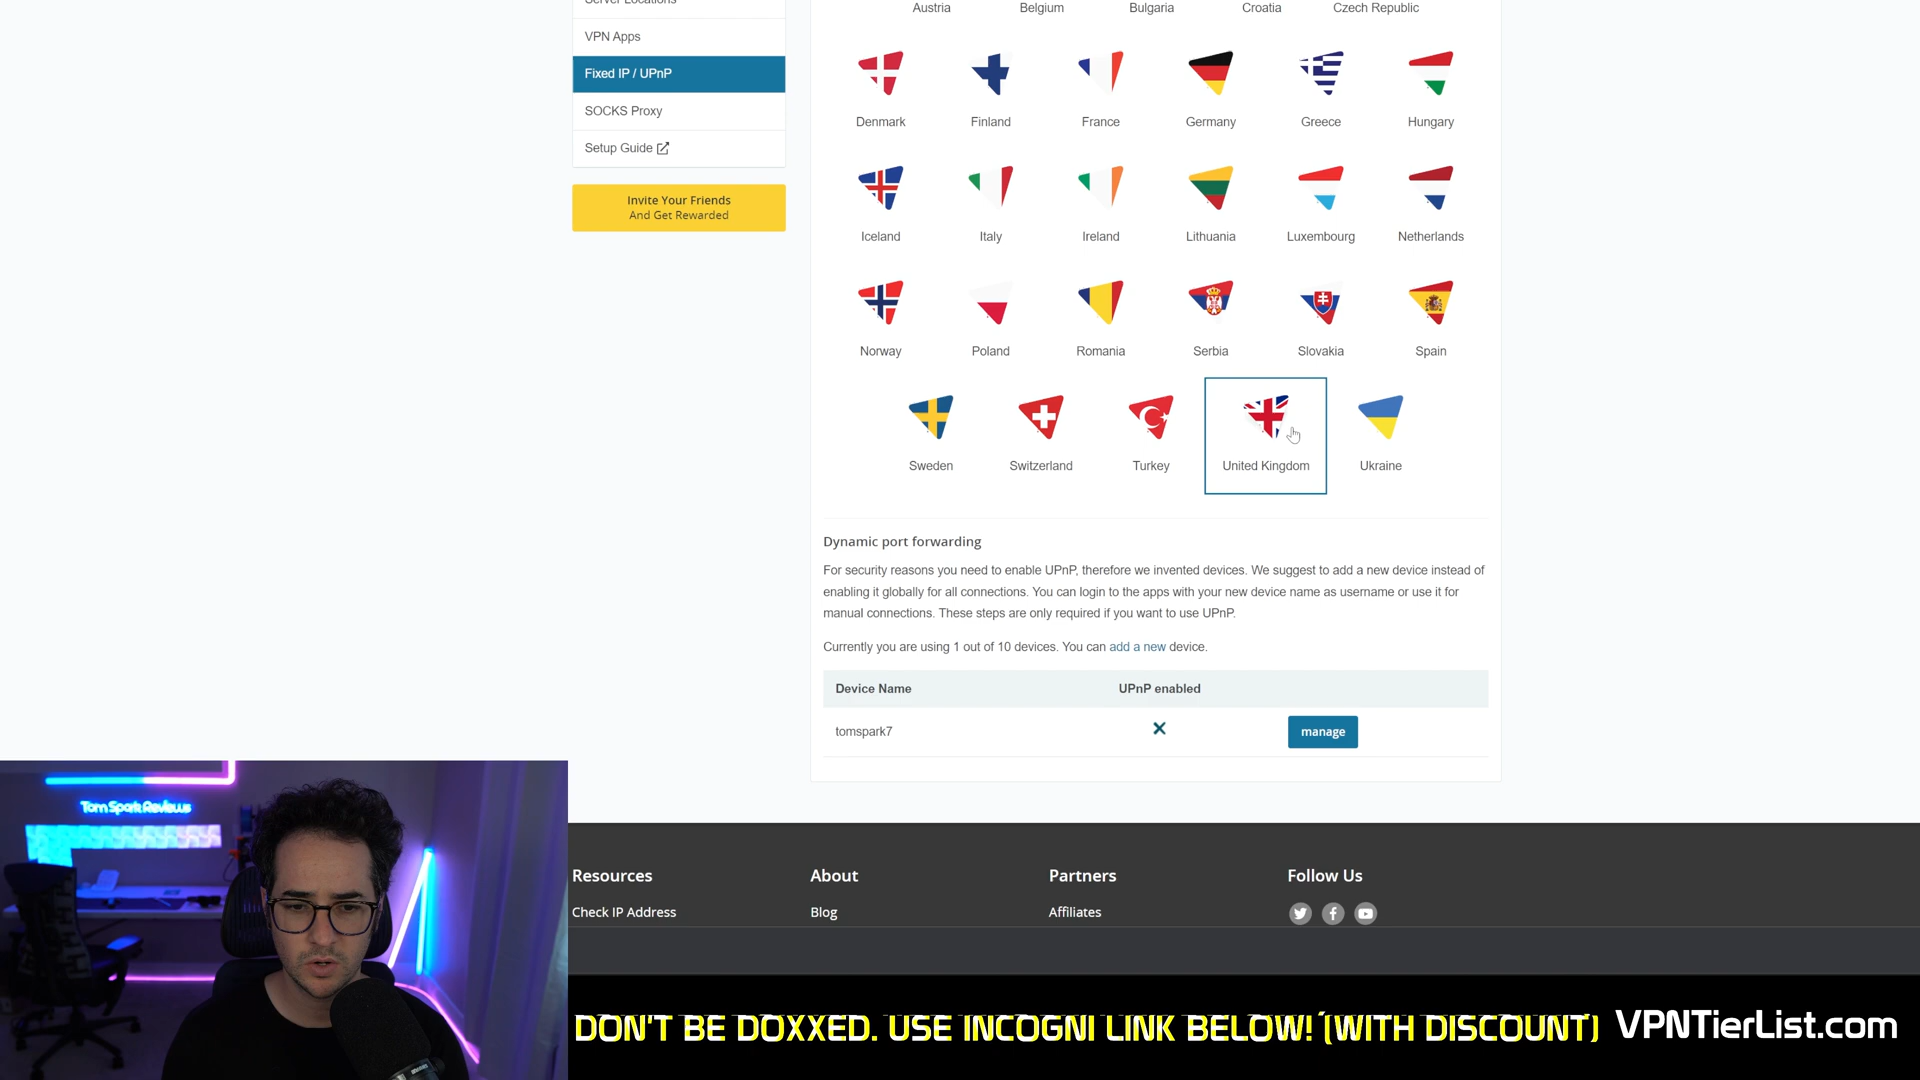 Server Locations
VPN Apps
Fixed IP / UPnP
SOCKS Proxy
Setup Guide
Invite Your Friends
And Get Rewarded
Austria Belgium Bulgaria Croatia Czech Republic
Denmark Finland France Germany Greece Hungary
Iceland Italy Ireland Lithuania Luxembourg Netherlands
Norway Poland Romania Serbia Slovakia Spain
Sweden Switzerland Turkey United Kingdom Ukraine
Dynamic port forwarding
For security reasons you need to enable UPnP, therefore we invented devices. We suggest to add a new device instead of
enabling it globally for all connections. You can login to the apps with your new device name as username or use it for
manual connections. These steps are only required if you want to use UPnP.
Currently you are using 1 out of 10 devices. You can add a new device.
Device Name UPnP enabled
tomspark7 manage
Tom Spark Reviews
Resources About Partners Follow Us
Check IP Address Blog Affiliates
DON'T BE DOXXED. USE INCOGNI LINK BELOW! (WITH DISCOUNT) VPNTierList.com